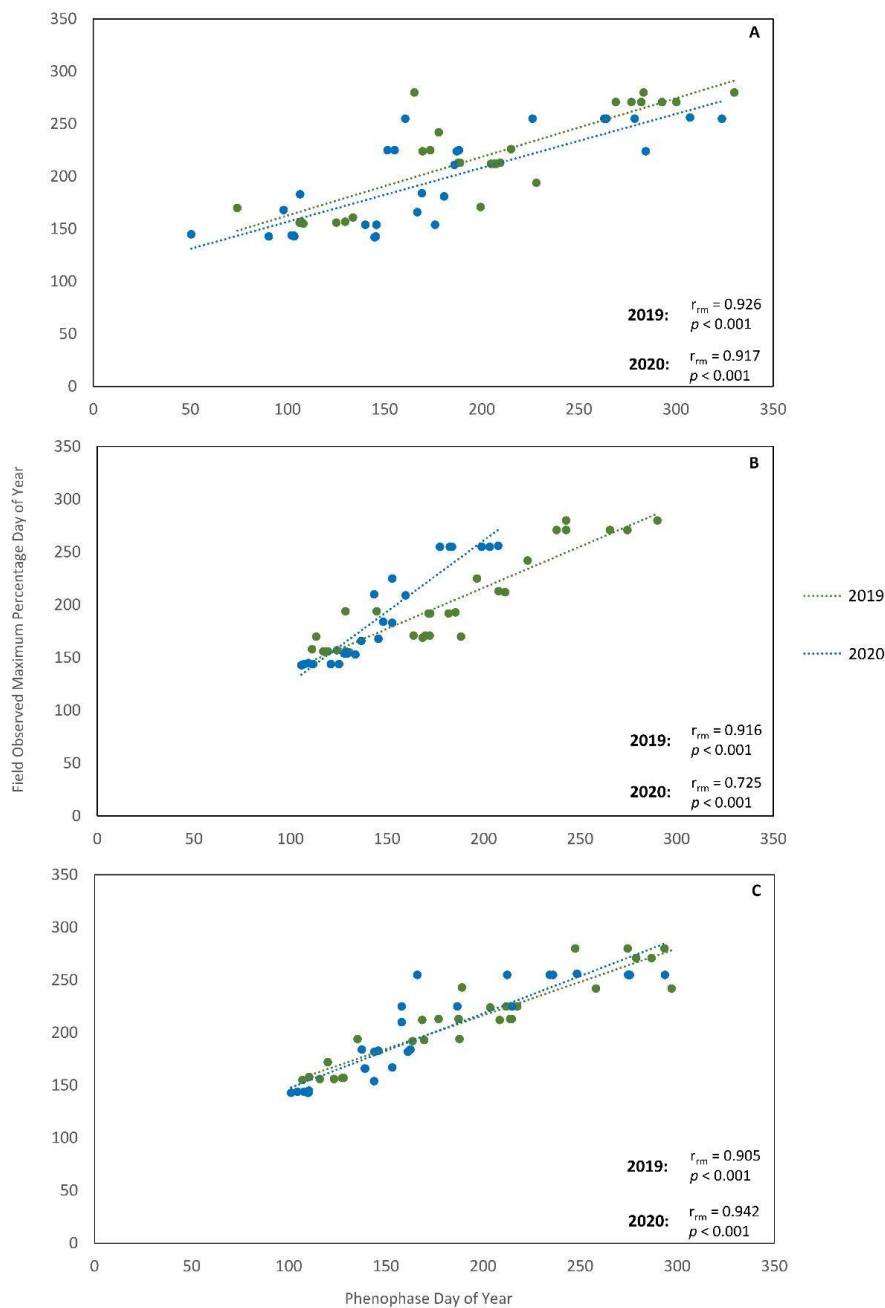 350
300
250
200
150
100
50
0
A
2019: r_rm = 0.926
p < 0.001
2020: r_rm = 0.917
p < 0.001
0 50 100 150 200 250 300 350
Field Observed Maximum Percentage Day of Year
350
300
250
200
150
100
50
0
B
2019: r_rm = 0.916
p < 0.001
2020: r_rm = 0.725
p < 0.001
0 50 100 150 200 250 300 350
2019
2020
350
300
250
200
150
100
50
0
C
2019: r_rm = 0.905
p < 0.001
2020: r_rm = 0.942
p < 0.001
0 50 100 150 200 250 300 350
Phenophase Day of Year